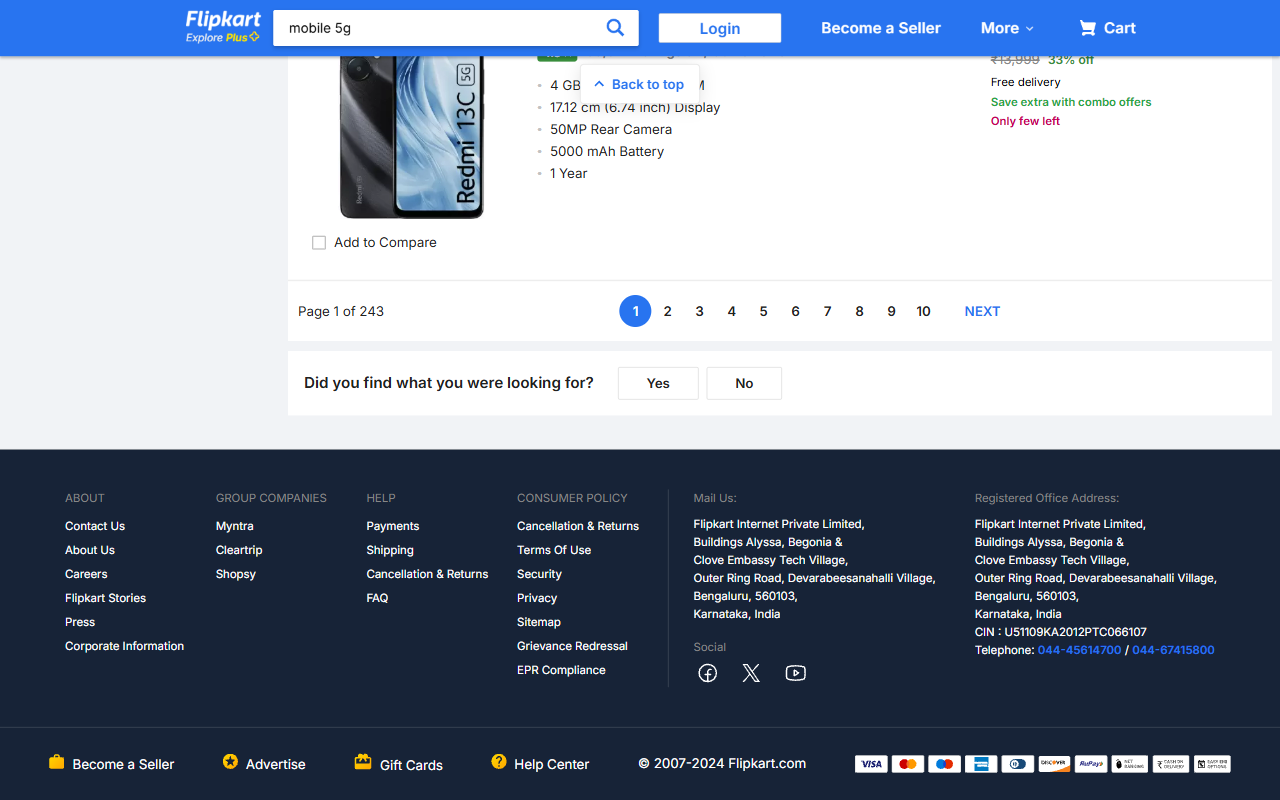 Flipkart
Explore Plus
mobile 5g
Login
Become a Seller
More
Cart
Back to top
4 GB
17.12 cm (6.74 inch) Display
50MP Rear Camera
5000 mAh Battery
1 Year
₹13,999 33% off
Free delivery
Save extra with combo offers
Only few left
Redmi 13C 5G
Add to Compare
Page 1 of 243
1 2 3 4 5 6 7 8 9 10 NEXT
Did you find what you were looking for?
Yes
No
ABOUT
Contact Us
About Us
Careers
Flipkart Stories
Press
Corporate Information
GROUP COMPANIES
Myntra
Cleartrip
Shopsy
HELP
Payments
Shipping
Cancellation & Returns
FAQ
CONSUMER POLICY
Cancellation & Returns
Terms Of Use
Security
Privacy
Sitemap
Grievance Redressal
EPR Compliance
Mail Us:
Flipkart Internet Private Limited,
Buildings Alyssa, Begonia &
Clove Embassy Tech Village,
Outer Ring Road, Devarabeesanahalli Village,
Bengaluru, 560103,
Karnataka, India
Social
Registered Office Address:
Flipkart Internet Private Limited,
Buildings Alyssa, Begonia &
Clove Embassy Tech Village,
Outer Ring Road, Devarabeesanahalli Village,
Bengaluru, 560103,
Karnataka, India
CIN : U51109KA2012PTC066107
Telephone: 044-45614700 / 044-67415800
Become a Seller
Advertise
Gift Cards
Help Center
© 2007-2024 Flipkart.com
VISA
DISCOVER
RuPay
NET BANKING
CASH ON DELIVERY
EASY EMI OPTIONS